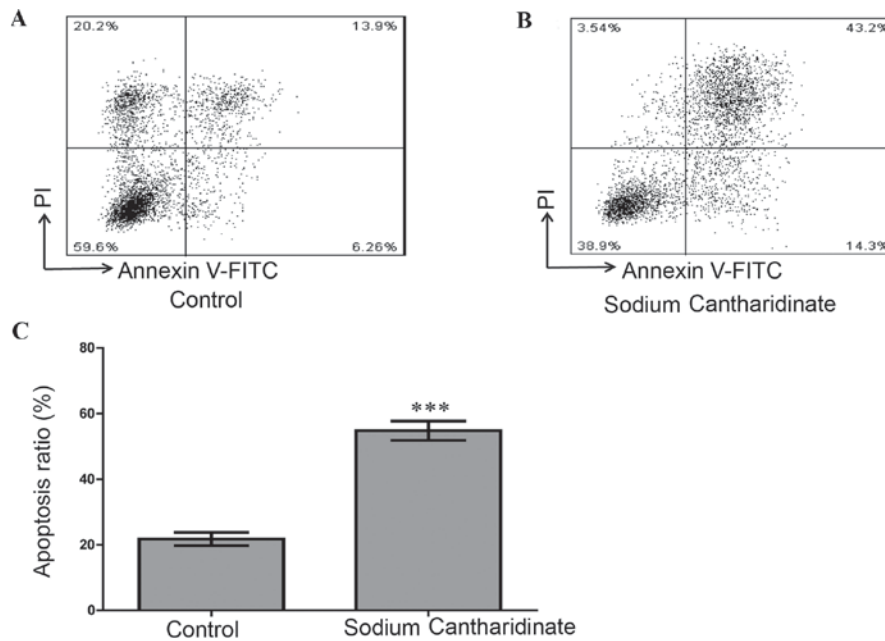 A
20.2%
13.9%
PI
59.6%
6.26%
Annexin V-FITC
Control
B
3.54%
43.2%
PI
38.9%
14.3%
Annexin V-FITC
Sodium Cantharidinate
C
Apoptosis ratio (%)
80
60
40
20
0
***
Control
Sodium Cantharidinate